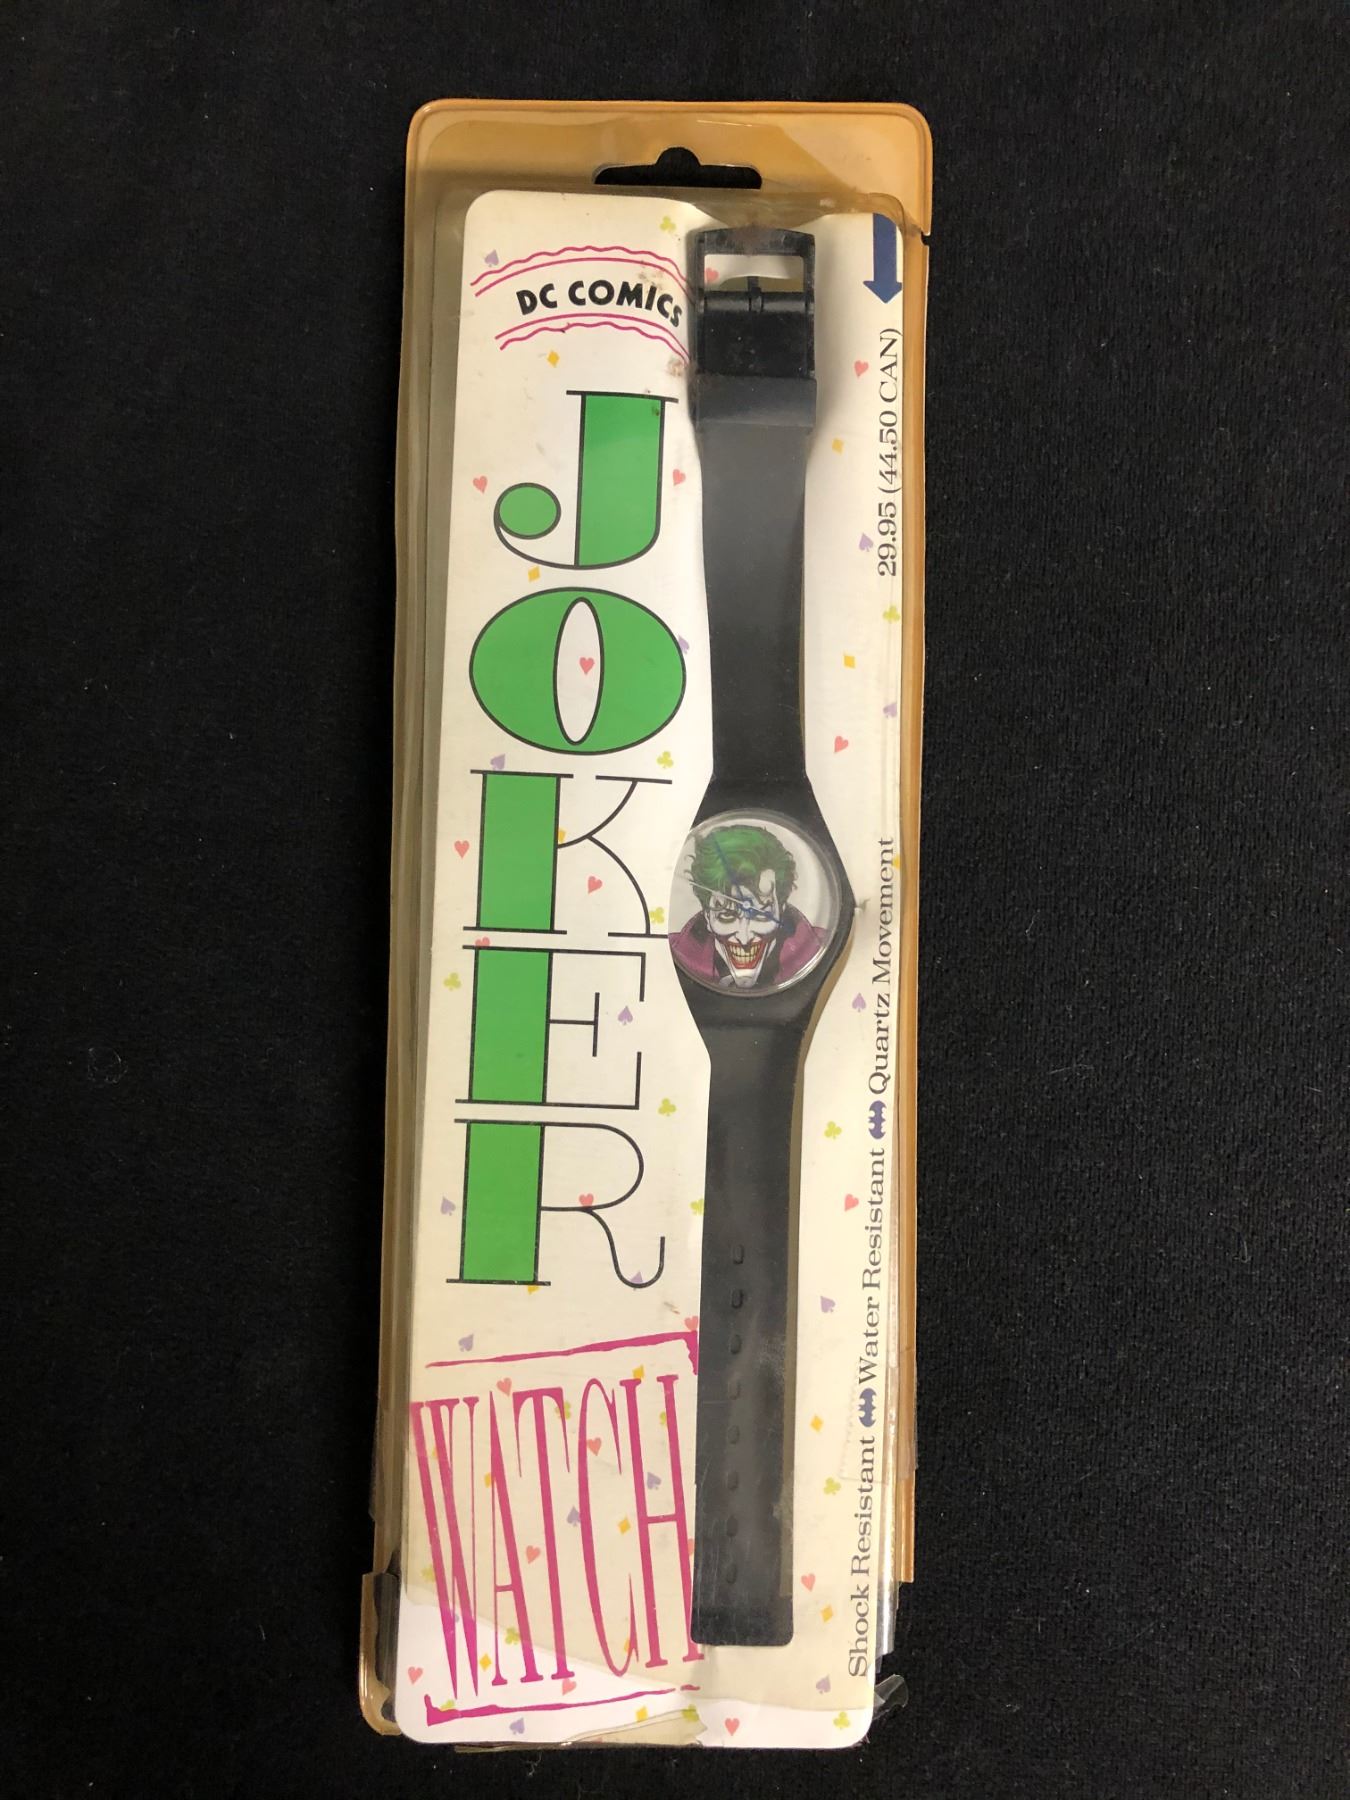 DC COMICS
JOKER
WATCH
29.95 (44.50 CAN)
Shock Resistant Water Resistant Quartz Movement